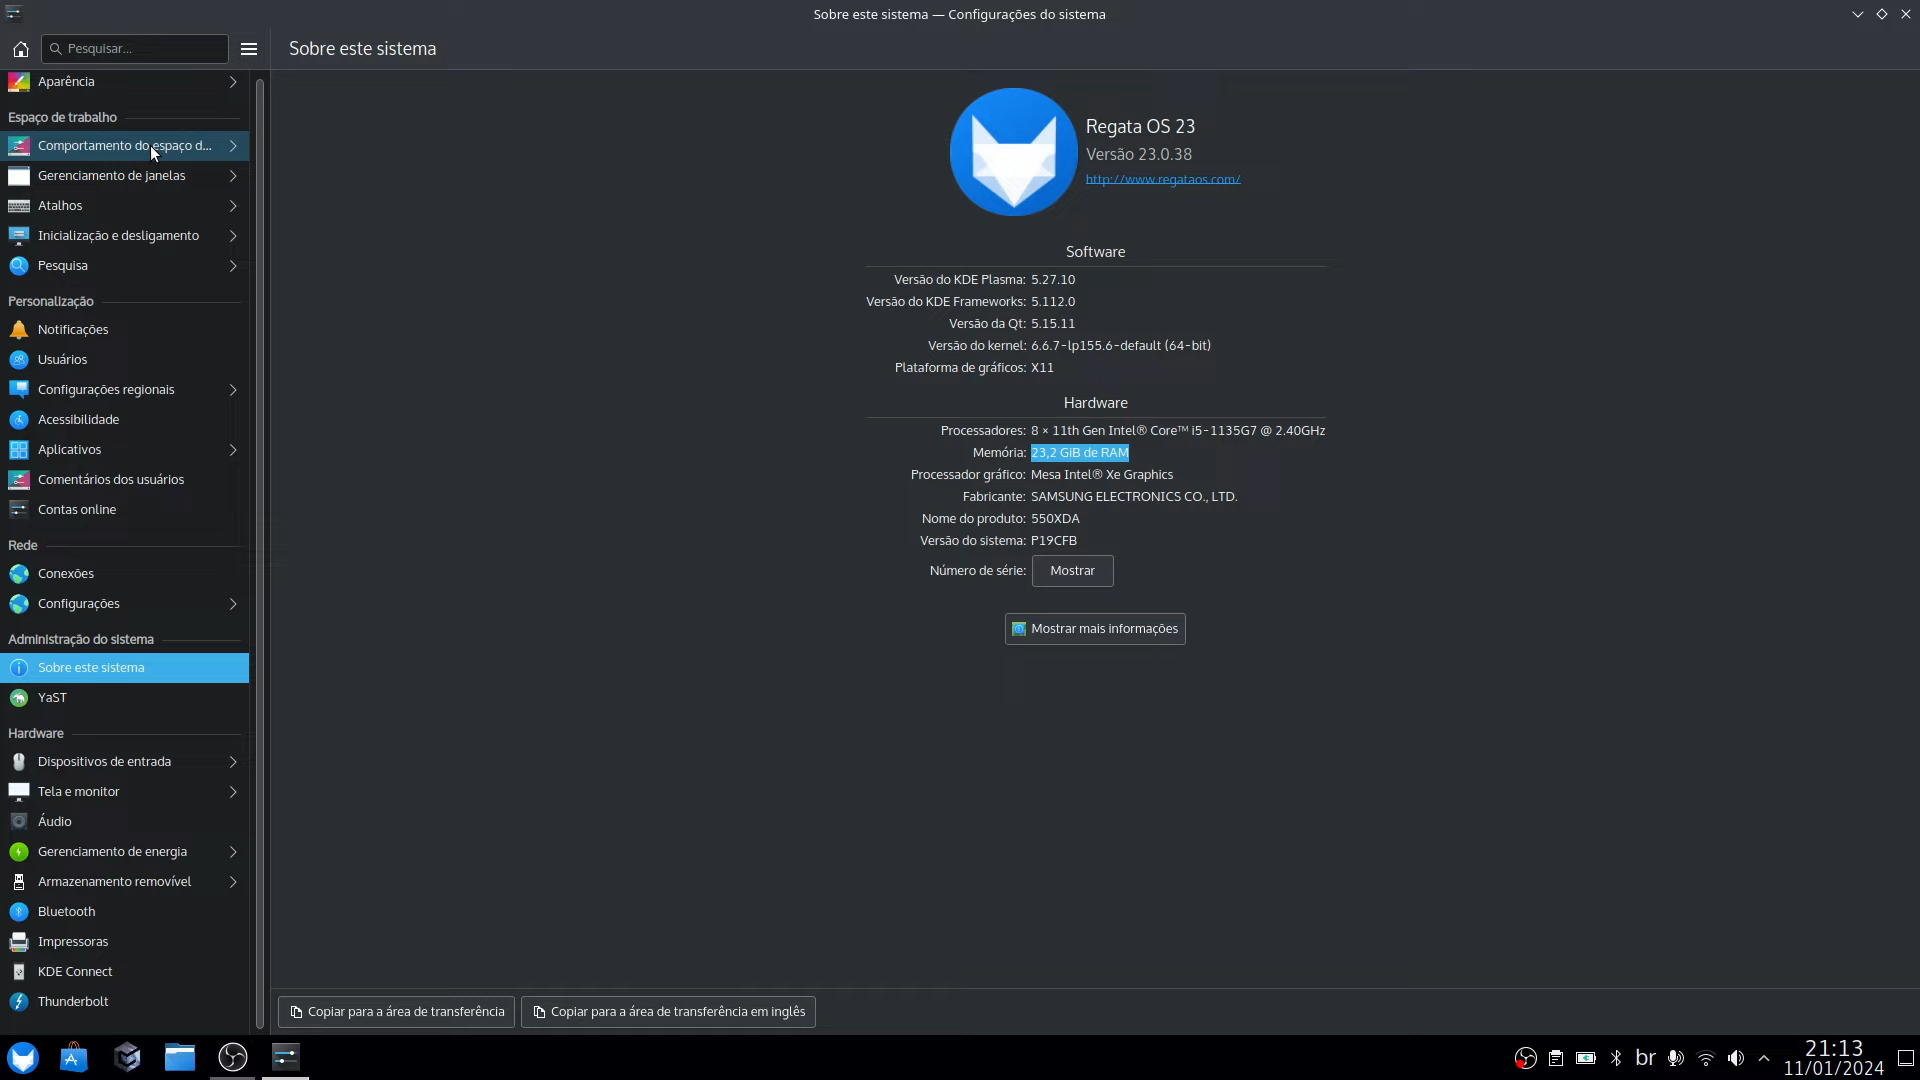 Sobre este sistema — Configurações do sistema
Pesquisar...
Sobre este sistema
Aparência
Espaço de trabalho
Comportamento do espaço d...
Gerenciamento de janelas
Atalhos
Inicialização e desligamento
Pesquisa
Personalização
Notificações
Usuários
Configurações regionais
Acessibilidade
Aplicativos
Comentários dos usuários
Contas online
Rede
Conexões
Configurações
Administração do sistema
Sobre este sistema
YaST
Hardware
Dispositivos de entrada
Tela e monitor
Áudio
Gerenciamento de energia
Armazenamento removível
Bluetooth
Impressoras
KDE Connect
Thunderbolt
Regata OS 23
Versão 23.0.38
http://www.regataos.com/
Software
Versão do KDE Plasma: 5.27.10
Versão do KDE Frameworks: 5.112.0
Versão da Qt: 5.15.11
Versão do kernel: 6.6.7-lp155.6-default (64-bit)
Plataforma de gráficos: X11
Hardware
Processadores: 8 × 11th Gen Intel® Core™ i5-1135G7 @ 2.40GHz
Memória: 23,2 GiB de RAM
Processador gráfico: Mesa Intel® Xe Graphics
Fabricante: SAMSUNG ELECTRONICS CO., LTD.
Nome do produto: 550XDA
Versão do sistema: P19CFB
Número de série: Mostrar
Mostrar mais informações
Copiar para a área de transferência
Copiar para a área de transferência em inglês
br
21:13
11/01/2024